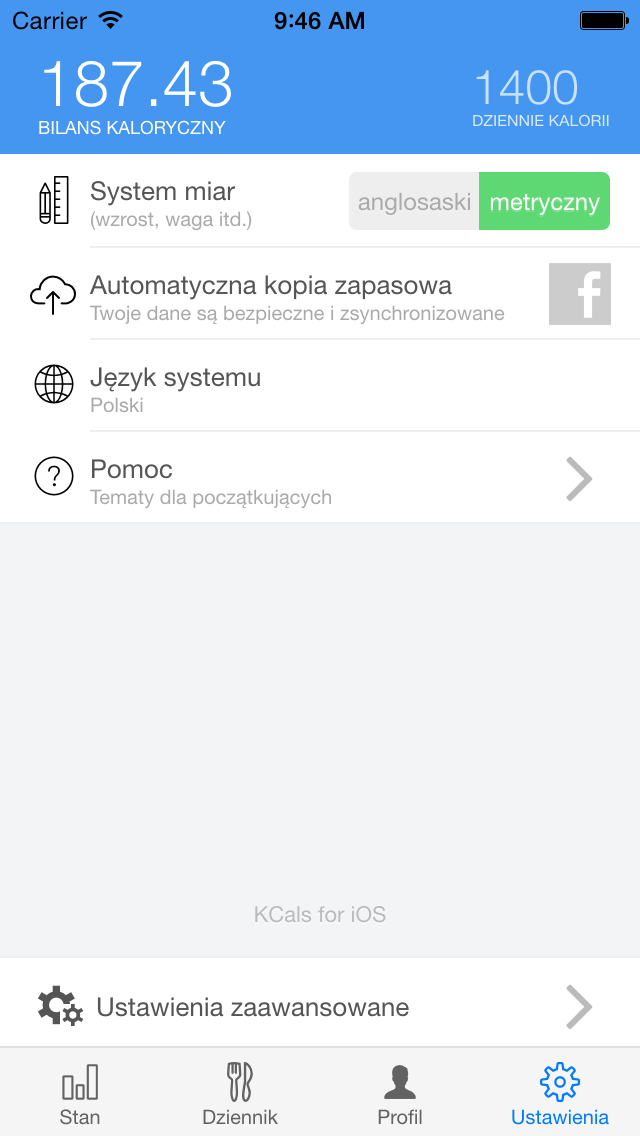 Carrier 9:46 AM
187.43 1400
BILANS KALORYCZNY DZIENNIE KALORII
System miar
(wzrost, waga itd.)
anglosaski metryczny
Automatyczna kopia zapasowa
Twoje dane są bezpieczne i zsynchronizowane
f
Język systemu
Polski
?
Pomoc
Tematy dla początkujących
KCals for iOS
Ustawienia zaawansowane
Stan Dziennik Profil Ustawienia